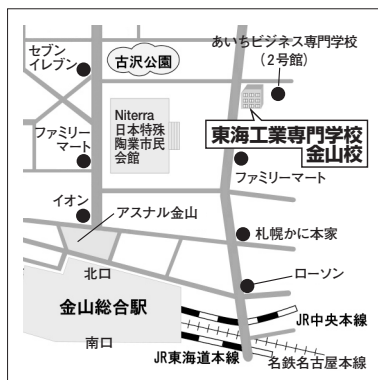 セブン
イレブン
古沢公園
あいちビジネス専門学校
（２号館）
Niterra
日本特殊
陶業市民
会館
東海工業専門学校
金山校
ファミリー
マート
ファミリーマート
イオン
アスナル金山
札幌かに本家
北口
ローソン
金山総合駅
JR中央本線
南口
JR東海道本線
名鉄名古屋本線